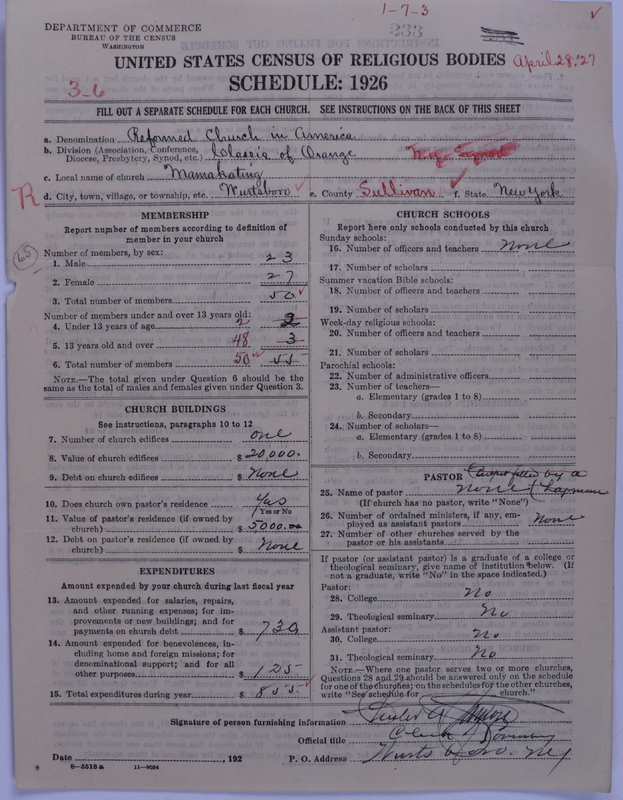 1-7-3
DEPARTMENT OF COMMERCE
BUREAU OF THE CENSUS
WASHINGTON
233
UNITED STATES CENSUS OF RELIGIOUS BODIES April 28,'27
SCHEDULE: 1926
3-6
FILL OUT A SEPARATE SCHEDULE FOR EACH CHURCH. SEE INSTRUCTIONS ON THE BACK OF THIS SHEET
a. Denomination Reformed Church in America
b. Division (Association, Conference, Diocese, Presbytery, Synod, etc.) Classis of Orange N.Y. Synod
c. Local name of church Mamakating
R
d. City, town, village, or township, etc. Wurtsboro e. County Sullivan f. State New York
MEMBERSHIP
Report number of members according to definition of
member in your church
60
Number of members, by sex:
1. Male 23
2. Female 27
3. Total number of members 50
Number of members under and over 13 years old:
4. Under 13 years of age 2 2
5. 13 years old and over 48 3
6. Total number of members 50 55
NOTE.—The total given under Question 6 should be the
same as the total of males and females given under Question 3.
CHURCH BUILDINGS
See instructions, paragraphs 10 to 12
7. Number of church edifices one
8. Value of church edifices $ 20,000.
9. Debt on church edifices $ None
10. Does church own pastor's residence Yes
Yes or No
11. Value of pastor's residence (if owned by
church) $ 5000.00
12. Debt on pastor's residence (if owned by
church) $ None
EXPENDITURES
Amount expended by your church during last fiscal year
13. Amount expended for salaries, repairs,
and other running expenses; for im-
provements or new buildings; and for
payments on church debt $ 730
14. Amount expended for benevolences, in-
cluding home and foreign missions; for
denominational support; and for all
other purposes $ 125
15. Total expenditures during year $ 855
CHURCH SCHOOLS
Report here only schools conducted by this church
Sunday schools:
16. Number of officers and teachers None
17. Number of scholars
Summer vacation Bible schools:
18. Number of officers and teachers
19. Number of scholars
Week-day religious schools:
20. Number of officers and teachers
21. Number of scholars
Parochial schools:
22. Number of administrative officers
23. Number of teachers—
a. Elementary (grades 1 to 8)
b. Secondary
24. Number of scholars—
a. Elementary (grades 1 to 8)
b. Secondary
PASTOR by a
25. Name of pastor none
(If church has no pastor, write "None")
26. Number of ordained ministers, if any, em-
ployed as assistant pastors None
27. Number of other churches served by the
pastor or his assistants
If pastor (or assistant pastor) is a graduate of a college or
theological seminary, give name of institution below. (If
not a graduate, write "No" in the space indicated.)
Pastor:
28. College No
29. Theological seminary No
Assistant pastor:
30. College No
31. Theological seminary No
NOTE.—Where one pastor serves two or more churches,
Questions 28 and 29 should be answered only on the schedule
for one of the churches; on the schedules for the other churches,
write "See schedule for church."
Signature of person furnishing information
Official title Clerk
Date , 192 P. O. Address Wurtsboro. NY
8-5518 a 11-9054